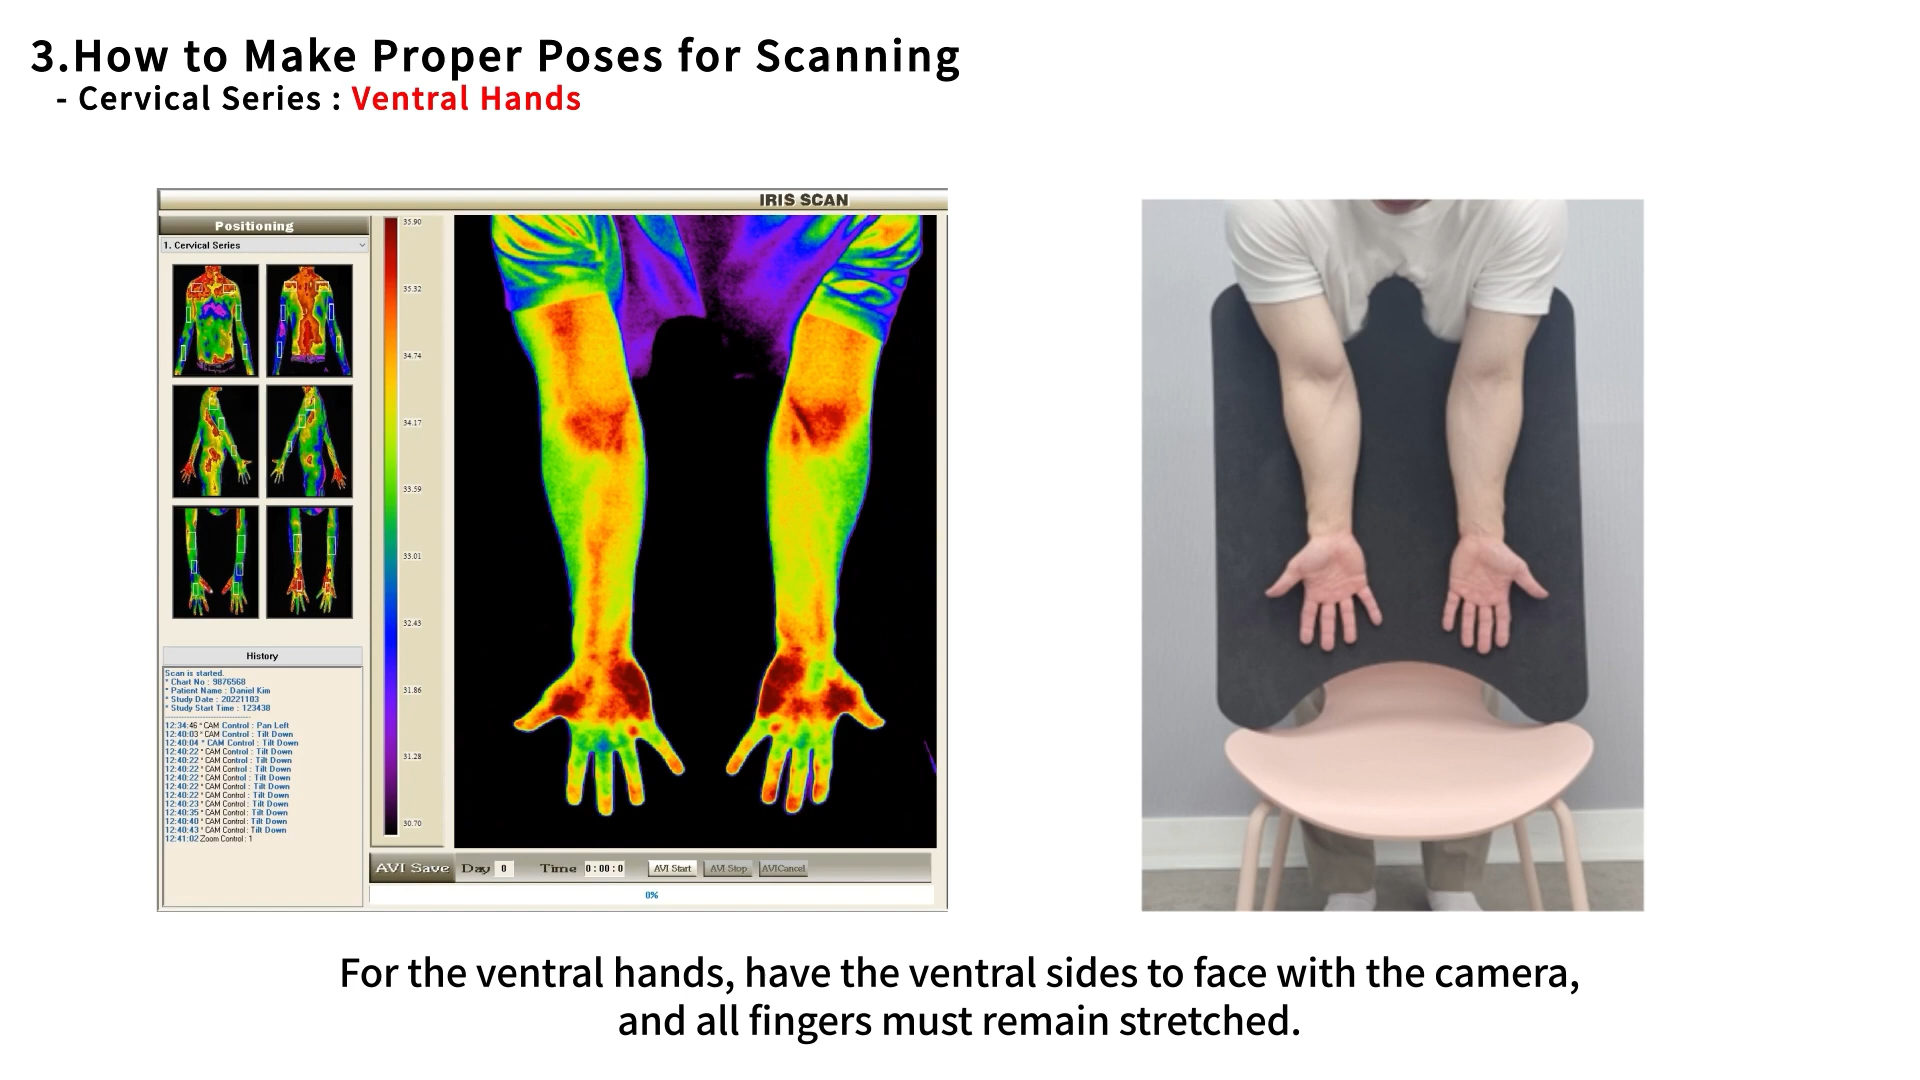 3.How to Make Proper Poses for Scanning
- Cervical Series : Ventral Hands
IRIS SCAN
Positioning
1. Cervical Series
35.90
35.32
34.74
34.17
33.59
33.01
32.43
31.86
31.28
30.70
History
Scan is started.
* Chart No : 9876568
* Patient Name : Daniel Kim
* Study Date : 20221103
* Study Start Time : 123438
12:34:46 * CAM Control : Pan Left
12:40:03 * CAM Control : Tilt Down
12:40:04 * CAM Control : Tilt Down
12:40:22 * CAM Control : Tilt Down
12:40:22 * CAM Control : Tilt Down
12:40:22 * CAM Control : Tilt Down
12:40:22 * CAM Control : Tilt Down
12:40:22 * CAM Control : Tilt Down
12:40:22 * CAM Control : Tilt Down
12:40:23 * CAM Control : Tilt Down
12:40:35 * CAM Control : Tilt Down
12:40:40 * CAM Control : Tilt Down
12:40:43 * CAM Control : Tilt Down
12:41:02 Zoom Control : 1
AVI Save Day 0 Time 0:00:0 AVI Start AVI Stop AVICancel
0%
For the ventral hands, have the ventral sides to face with the camera,
and all fingers must remain stretched.